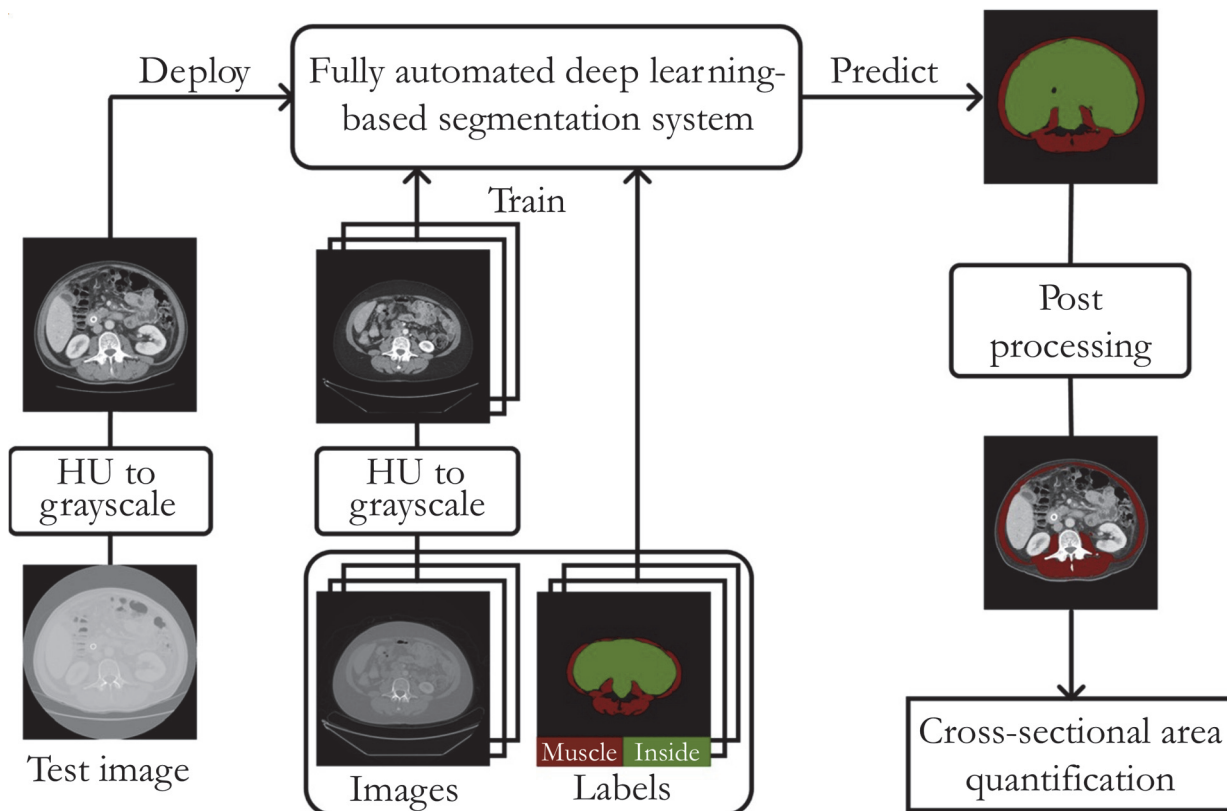 Deploy
Fully automated deep learning-
based segmentation system
Predict
Train
Post
processing
HU to
grayscale
HU to
grayscale
Muscle Inside
Test image
Images
Labels
Cross-sectional area
quantification